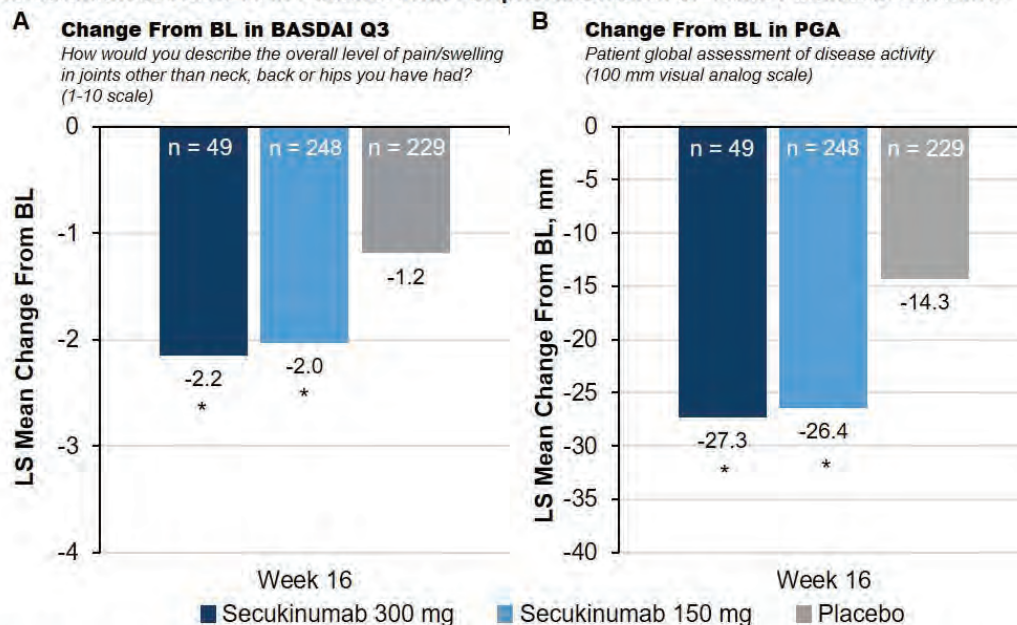 A
Change From BL in BASDAI Q3
How would you describe the overall level of pain/swelling
in joints other than neck, back or hips you have had?
(1-10 scale)
LS Mean Change From BL
0
-1
-2
-3
-4
n = 49
n = 248
n = 229
-2.2
*
-2.0
*
-1.2
Week 16
B
Change From BL in PGA
Patient global assessment of disease activity
(100 mm visual analog scale)
LS Mean Change From BL, mm
0
-5
-10
-15
-20
-25
-30
-35
-40
n = 49
n = 248
n = 229
-27.3
*
-26.4
*
-14.3
Week 16
Secukinumab 300 mg
Secukinumab 150 mg
Placebo